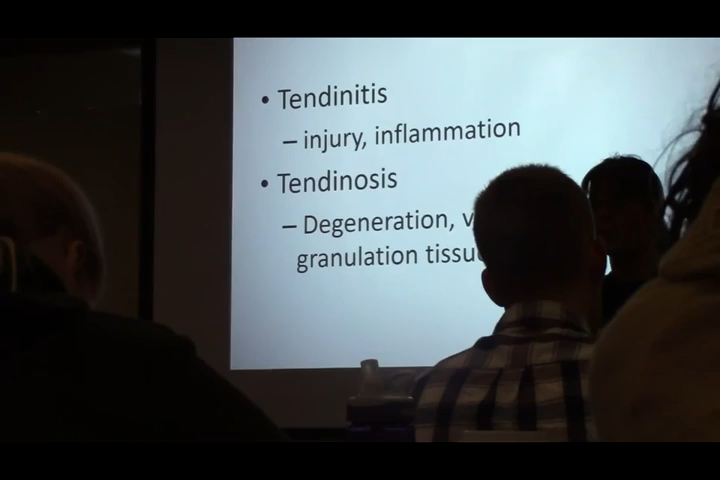 • Tendinitis
– injury, inflammation
• Tendinosis
– Degeneration,
granulation